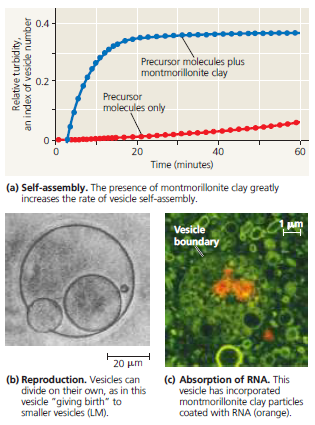 Relative turbidity,
an index of vesicle number
0.4
0.2
0
Precursor molecules plus
montmorillonite clay
Precursor
molecules only
0 20 40 60
Time (minutes)
(a) Self-assembly. The presence of montmorillonite clay greatly
increases the rate of vesicle self-assembly.
Vesicle
boundary
1 μm
20 μm
(b) Reproduction. Vesicles can
divide on their own, as in this
vesicle "giving birth" to
smaller vesicles (LM).
(c) Absorption of RNA. This
vesicle has incorporated
montmorillonite clay particles
coated with RNA (orange).